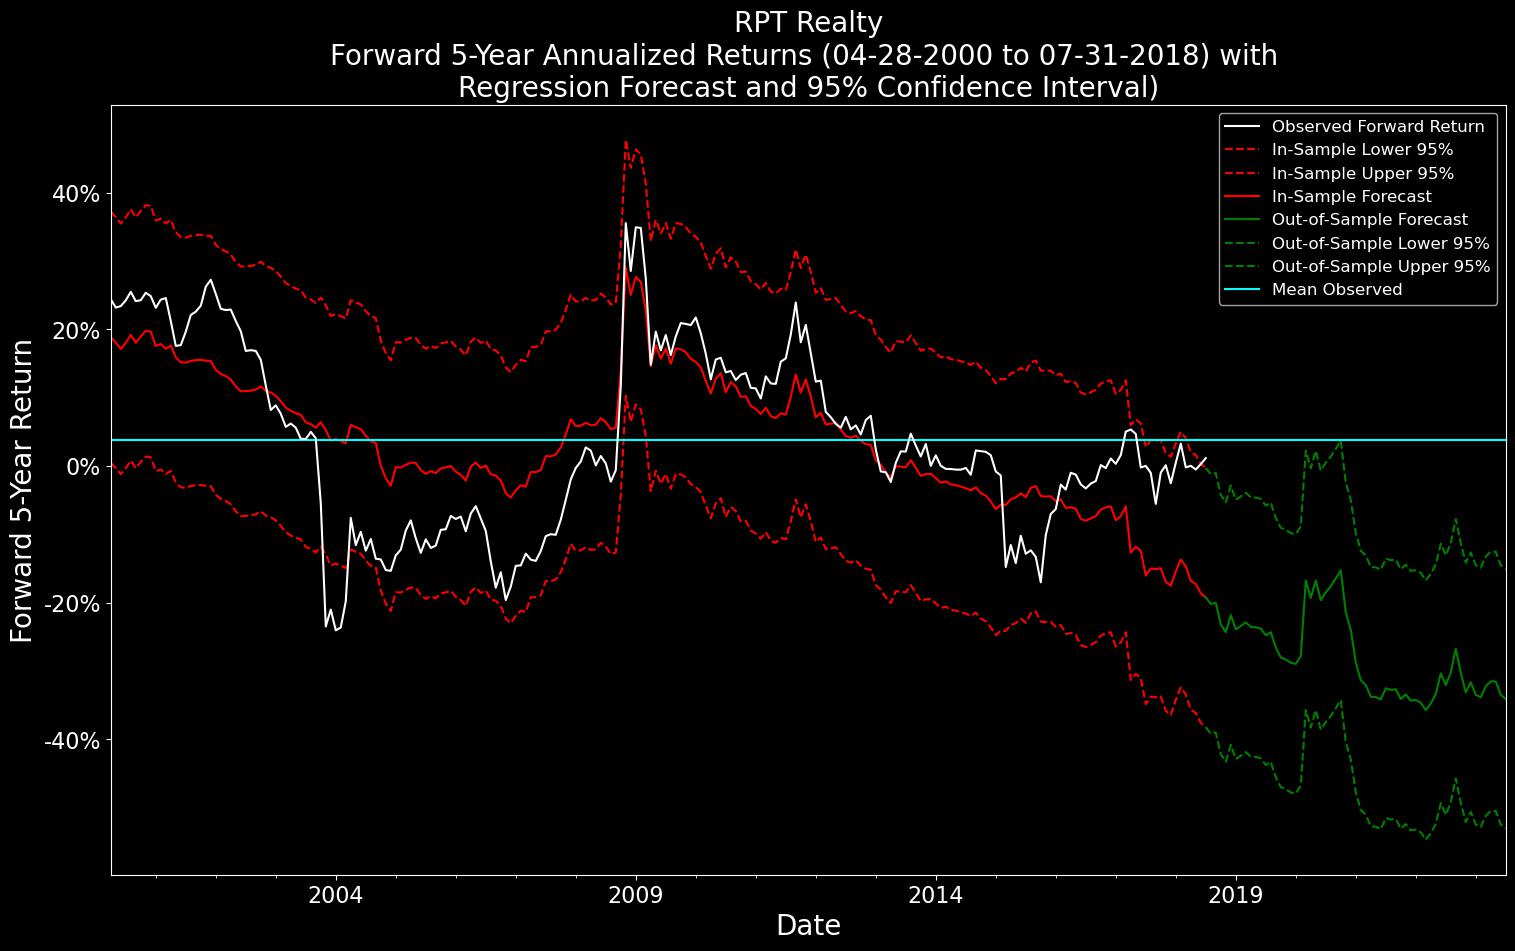 RPT Realty
Forward 5-Year Annualized Returns (04-28-2000 to 07-31-2018) with
Regression Forecast and 95% Confidence Interval)
Observed Forward Return
In-Sample Lower 95%
In-Sample Upper 95%
In-Sample Forecast
Out-of-Sample Forecast
Out-of-Sample Lower 95%
Out-of-Sample Upper 95%
Mean Observed
Forward 5-Year Return
40%
20%
0%
-20%
-40%
2004
2009
2014
2019
Date